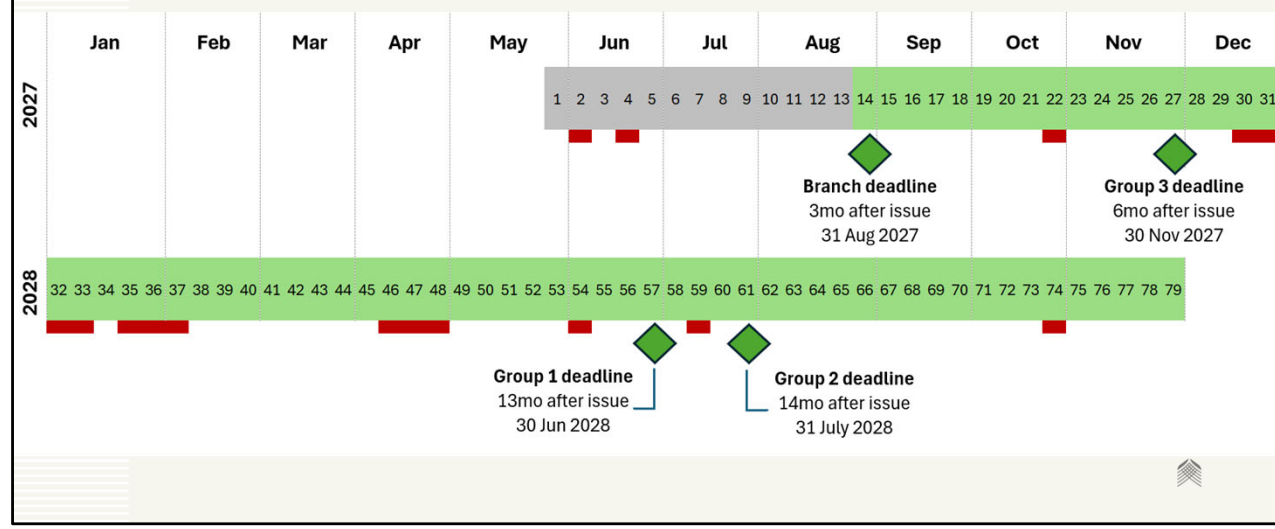 Jan Feb Mar Apr May Jun Jul Aug Sep Oct Nov Dec
2027
1 2 3 4 5 6 7 8 9 10 11 12 13 14 15 16 17 18 19 20 21 22 23 24 25 26 27 28 29 30 31
Branch deadline
3mo after issue
31 Aug 2027
Group 3 deadline
6mo after issue
30 Nov 2027
2028
32 33 34 35 36 37 38 39 40 41 42 43 44 45 46 47 48 49 50 51 52 53 54 55 56 57 58 59 60 61 62 63 64 65 66 67 68 69 70 71 72 73 74 75 76 77 78 79
Group 1 deadline
13mo after issue
30 Jun 2028
Group 2 deadline
14mo after issue
31 July 2028